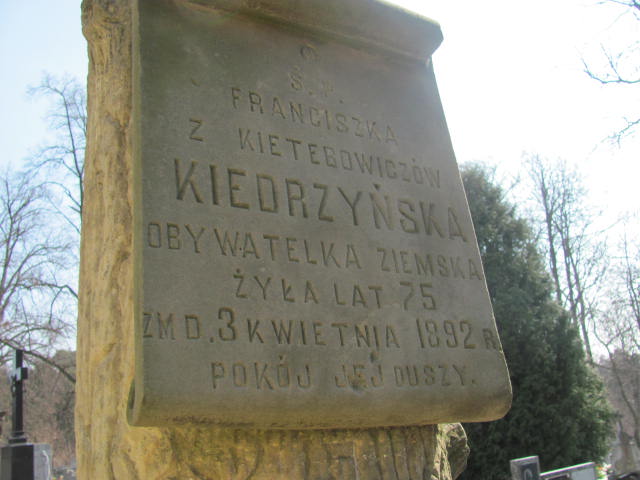 Ś. P.
FRANCISZKA
Z KIETEBOWICZÓW
KIEDRZYŃSKA
OBYWATELKA ZIEMSKA
ŻYŁA LAT 75
ZM D. 3 KWIETNIA 1892 R.
POKÓJ JEJ DUSZY.